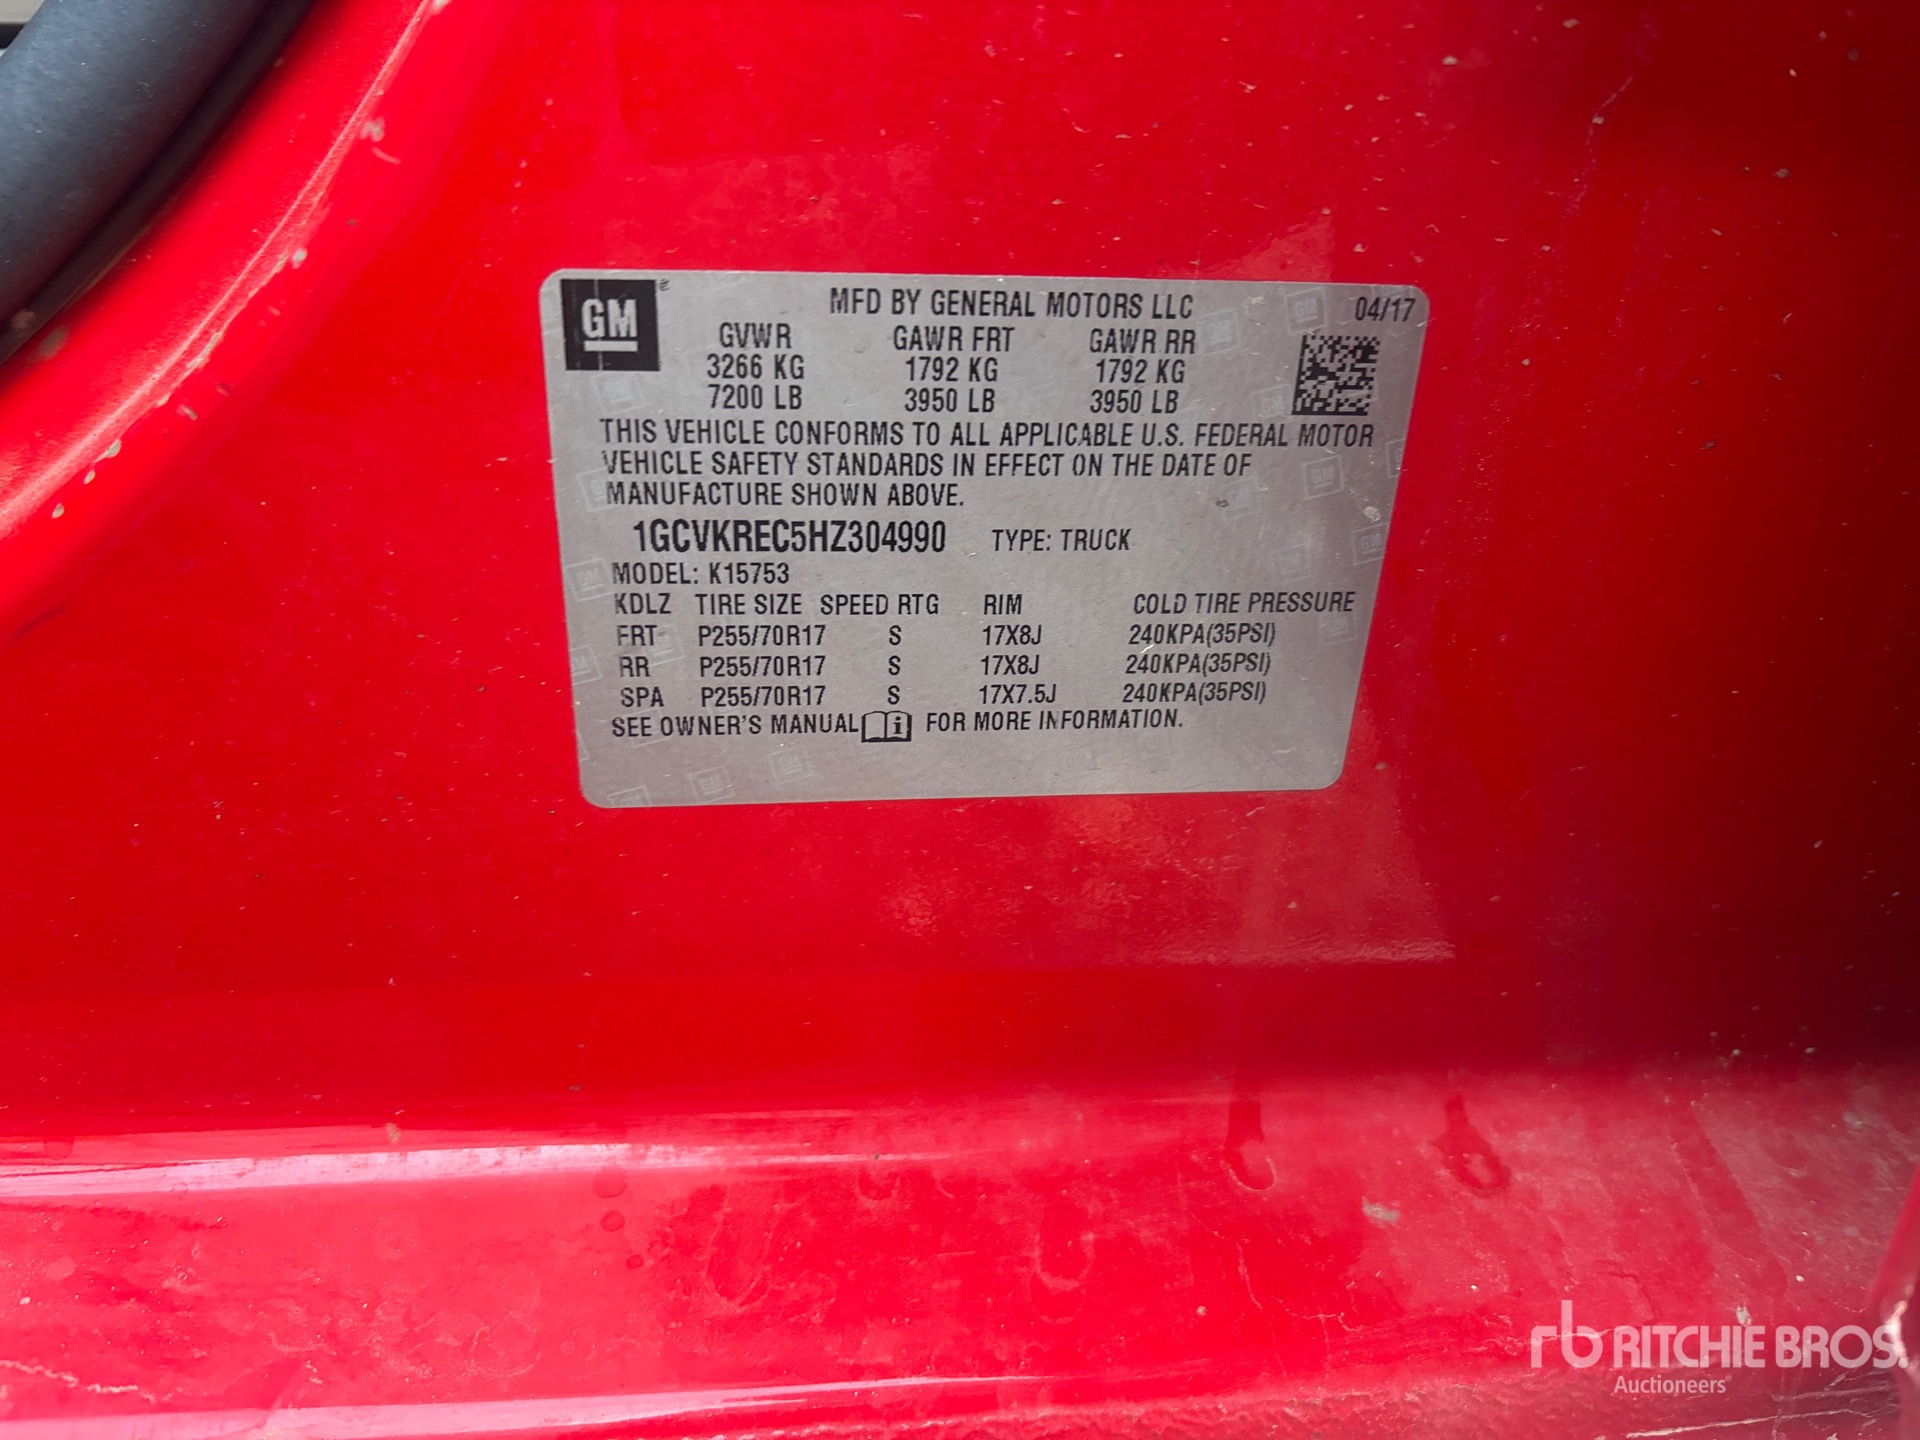 GM MFD BY GENERAL MOTORS LLC 04/17
GVWR GAWR FRT GAWR RR
3266 KG 1792 KG 1792 KG
7200 LB 3950 LB 3950 LB
THIS VEHICLE CONFORMS TO ALL APPLICABLE U.S. FEDERAL MOTOR
VEHICLE SAFETY STANDARDS IN EFFECT ON THE DATE OF
MANUFACTURE SHOWN ABOVE.
1GCVKREC5HZ304990 TYPE: TRUCK
MODEL: K15753
KDLZ TIRE SIZE SPEED RTG RIM COLD TIRE PRESSURE
FRT P255/70R17 S 17X8J 240KPA(35PSI)
RR P255/70R17 S 17X8J 240KPA(35PSI)
SPA P255/70R17 S 17X7.5J 240KPA(35PSI)
SEE OWNER'S MANUAL i FOR MORE INFORMATION.
rb RITCHIE BROS.
Auctioneers